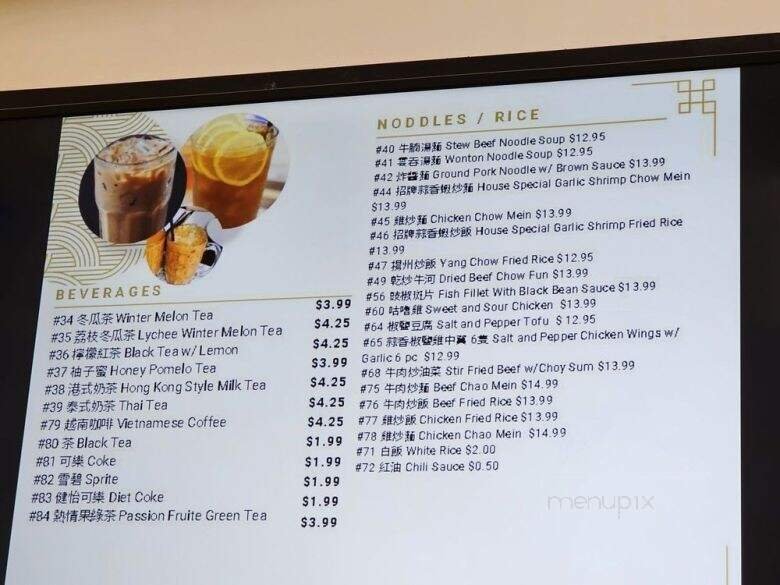 BEVERAGES
#34 冬瓜茶 Winter Melon Tea $3.99
#35 荔枝冬瓜茶 Lychee Winter Melon Tea $4.25
#36 檸檬紅茶 Black Tea w/ Lemon $4.25
#37 柚子蜜 Honey Pomelo Tea $3.99
#38 港式奶茶 Hong Kong Style Milk Tea $4.25
#39 泰式奶茶 Thai Tea $4.25
#79 越南咖啡 Vietnamese Coffee $4.25
#80 茶 Black Tea $1.99
#81 可樂 Coke $1.99
#82 雪碧 Sprite $1.99
#83 健怡可樂 Diet Coke $1.99
#84 熱情果綠茶 Passion Fruite Green Tea $3.99
NODDLES / RICE
#40 牛腩湯麵 Stew Beef Noodle Soup $12.95
#41 雲吞湯麵 Wonton Noodle Soup $12.95
#42 炸醬麵 Ground Pork Noodle w/ Brown Sauce $13.99
#44 招牌蒜香蝦炒麵 House Special Garlic Shrimp Chow Mein
$13.99
#45 雞炒麵 Chicken Chow Mein $13.99
#46 招牌蒜香蝦炒飯 House Special Garlic Shrimp Fried Rice
#13.99
#47 揚州炒飯 Yang Chow Fried Rice $12.95
#49 乾炒牛河 Dried Beef Chow Fun $13.99
#56 豉椒斑片 Fish Fillet With Black Bean Sauce $13.99
#60 咕嚕雞 Sweet and Sour Chicken $13.99
#64 椒鹽豆腐 Salt and Pepper Tofu $ 12.95
#65 蒜香椒鹽雞中翼 6隻 Salt and Pepper Chicken Wings w/
Garlic 6 pc $12.99
#68 牛肉炒油菜 Stir Fried Beef w/Choy Sum $13.99
#75 牛肉炒麵 Beef Chao Mein $14.99
#76 牛肉炒飯 Beef Fried Rice $13.99
#77 雞炒飯 Chicken Fried Rice $13.99
#78 雞炒麵 Chicken Chao Mein $14.99
#71 白飯 White Rice $2.00
#72 紅油 Chili Sauce $0.50
menupix